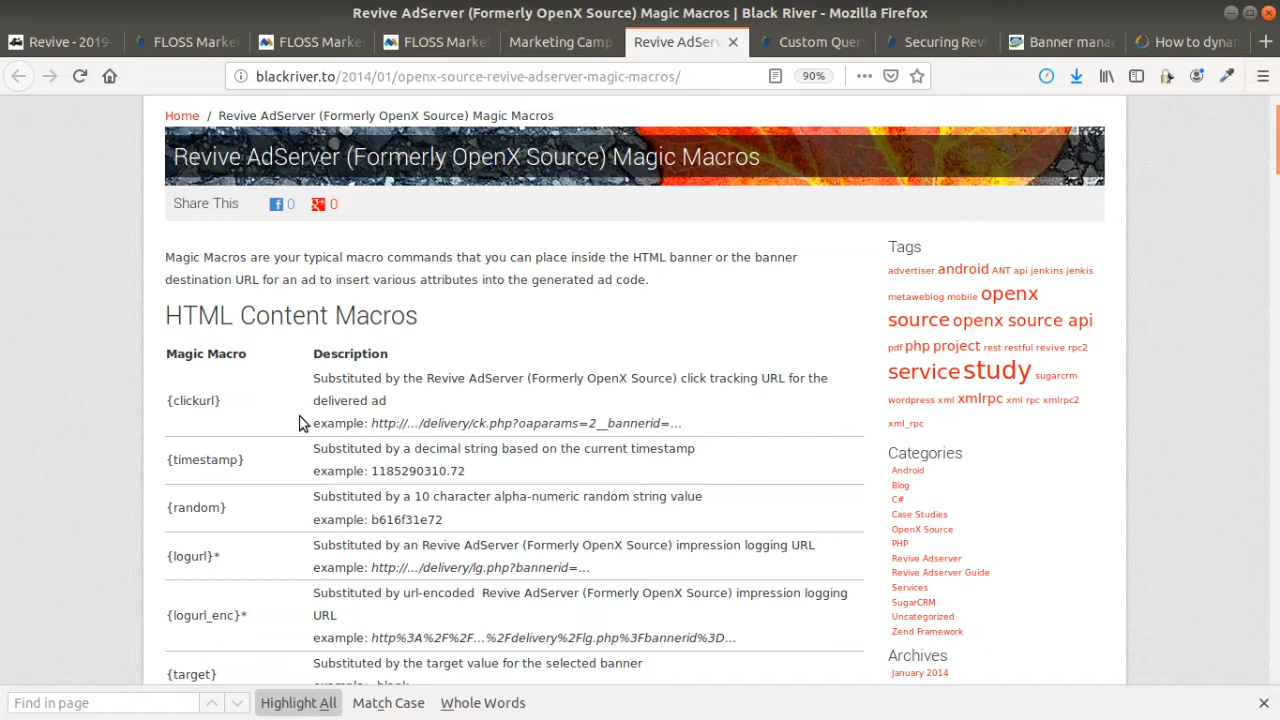 Revive AdServer (Formerly OpenX Source) Magic Macros | Black River - Mozilla Firefox
Revive - 2019- FLOSS Marke FLOSS Marke FLOSS Marke Marketing Camp Revive AdServ Custom Que Securing Rev Banner mana How to dynar
blackriver.to/2014/01/openx-source-revive-adserver-magic-macros/ 90%
Home / Revive AdServer (Formerly OpenX Source) Magic Macros
Revive AdServer (Formerly OpenX Source) Magic Macros
Share This 0 0
Magic Macros are your typical macro commands that you can place inside the HTML banner or the banner
destination URL for an ad to insert various attributes into the generated ad code.
HTML Content Macros
Magic Macro Description
{clickurl} Substituted by the Revive AdServer (Formerly OpenX Source) click tracking URL for the
delivered ad
example: http://.../delivery/ck.php?oaparams=2__bannerid=...
{timestamp} Substituted by a decimal string based on the current timestamp
example: 1185290310.72
{random} Substituted by a 10 character alpha-numeric random string value
example: b616f31e72
{logurl}* Substituted by an Revive AdServer (Formerly OpenX Source) impression logging URL
example: http://.../delivery/lg.php?bannerid=...
{logurl_enc}* Substituted by url-encoded Revive AdServer (Formerly OpenX Source) impression logging
URL
example: http%3A%2F%2F...%2Fdelivery%2Flg.php%3Fbannerid%3D...
{target} Substituted by the target value for the selected banner
Tags
advertiser android ANT api jenkins jenkis
metaweblog mobile openx
source openx source api
pdf php project rest restful revive rpc2
service study sugarcrm
wordpress xml xmlrpc xml rpc xmlrpc2
xml_rpc
Categories
Android
Blog
C#
Case Studies
OpenX Source
PHP
Revive Adserver
Revive Adserver Guide
Services
SugarCRM
Uncategorized
Zend Framework
Archives
January 2014
Find in page Highlight All Match Case Whole Words